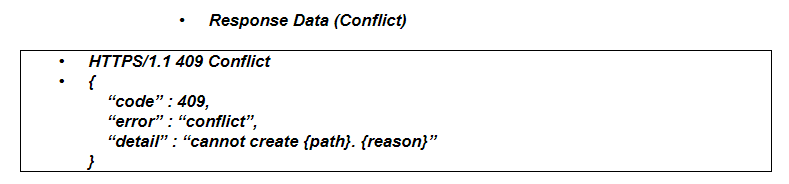 • Response Data (Conflict)
• HTTPS/1.1 409 Conflict
• {
“code” : 409,
“error” : “conflict”,
“detail” : “cannot create {path}. {reason}”
}